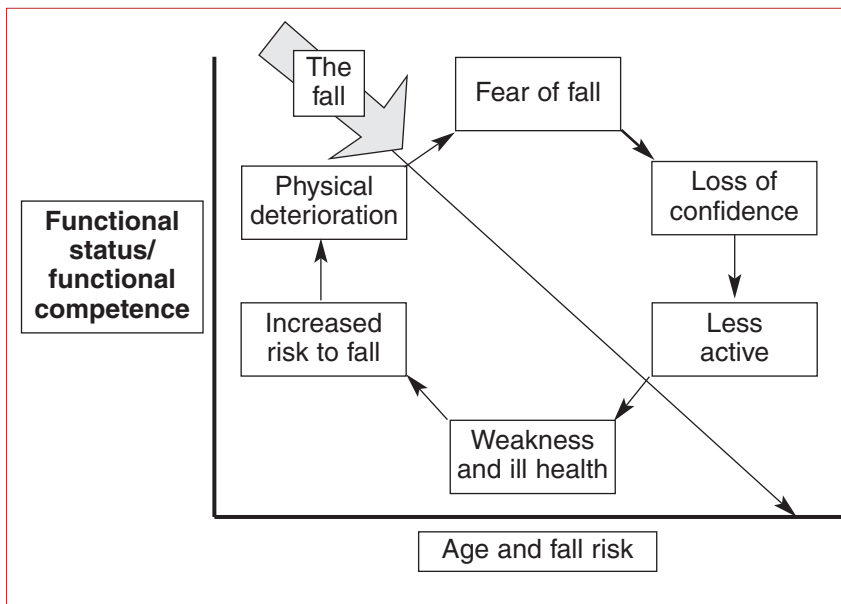 The
fall
Fear of fall
Physical
deterioration
Loss of
confidence
Functional
status/
functional
competence
Increased
risk to fall
Less
active
Weakness
and ill health
Age and fall risk